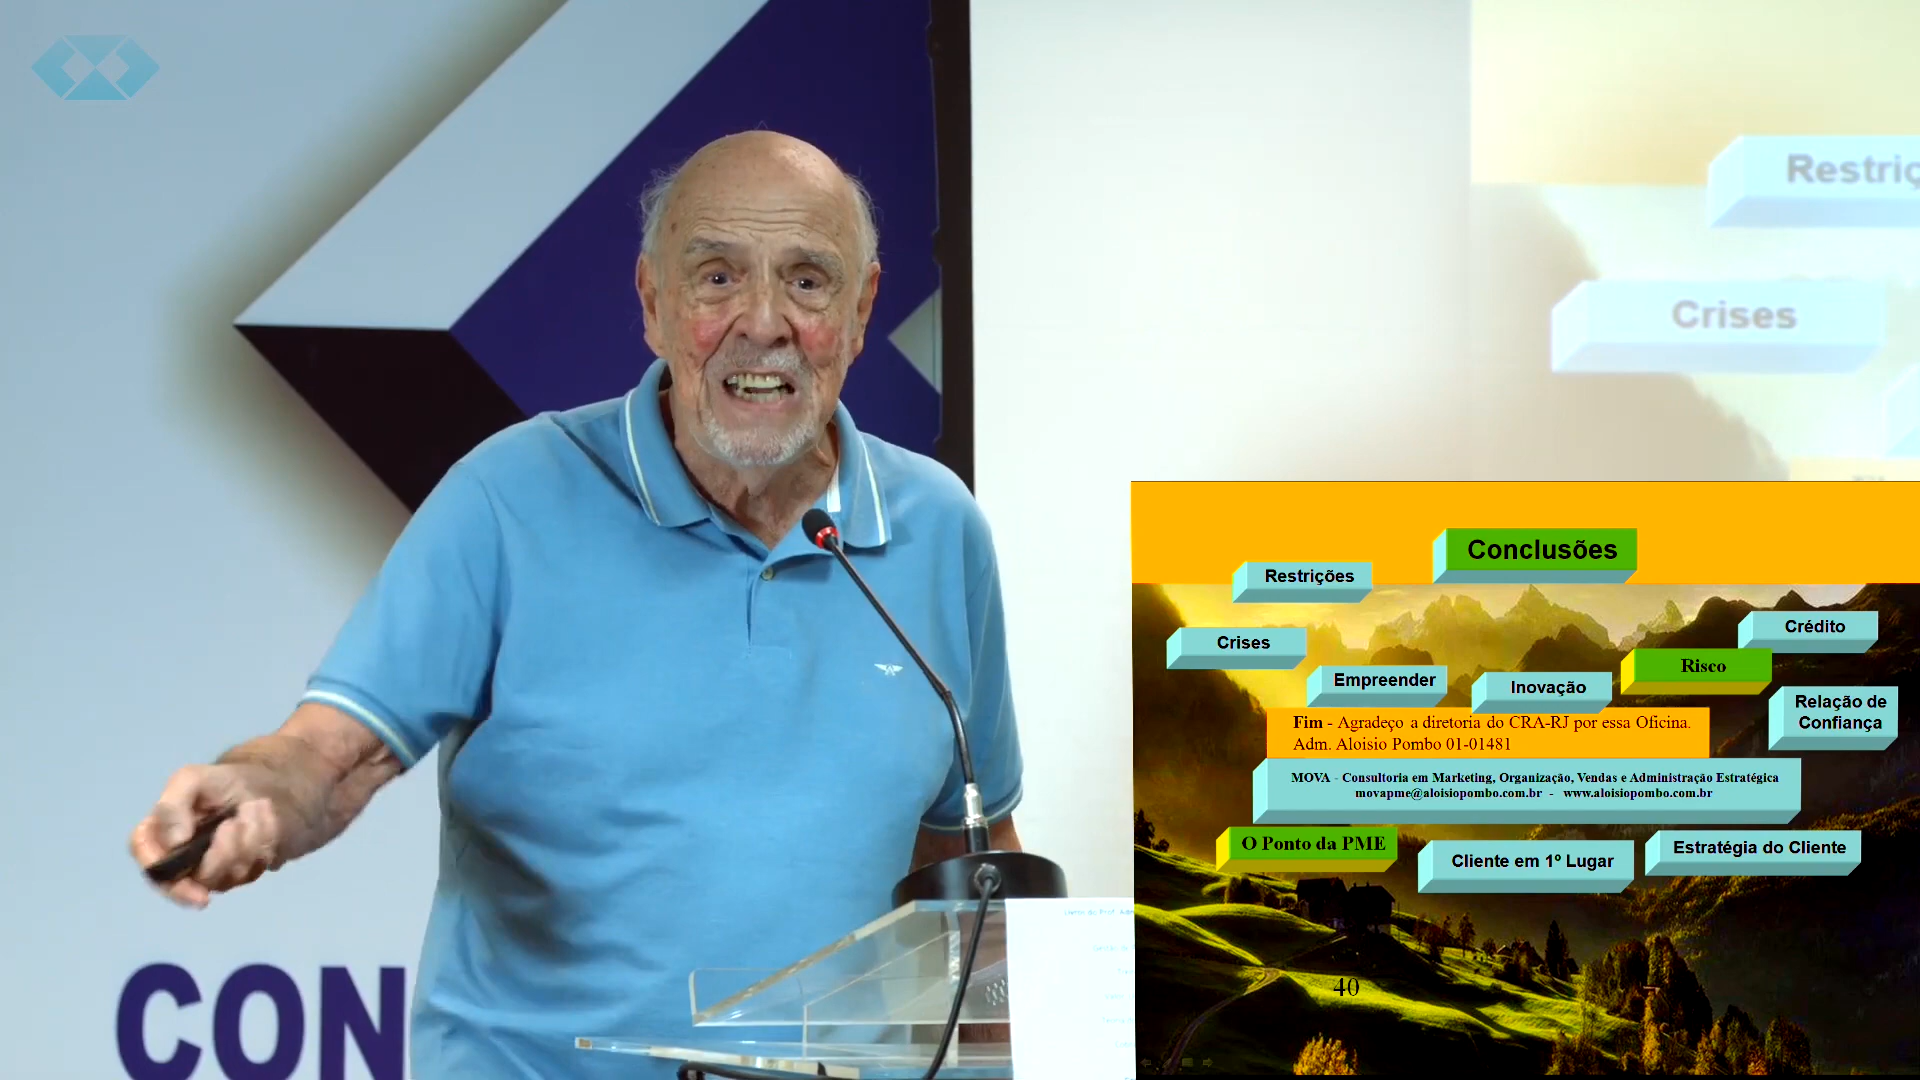 Restriç
Crises
CON
Conclusões
Restrições
Crises
Crédito
Risco
Empreender
Inovação
Relação de
Confiança
Fim - Agradeço a diretoria do CRA-RJ por essa Oficina.
Adm. Aloisio Pombo 01-01481
MOVA - Consultoria em Marketing, Organização, Vendas e Administração Estratégica
movapme@aloisiopombo.com.br - www.aloisiopombo.com.br
O Ponto da PME
Cliente em 1º Lugar
Estratégia do Cliente
40